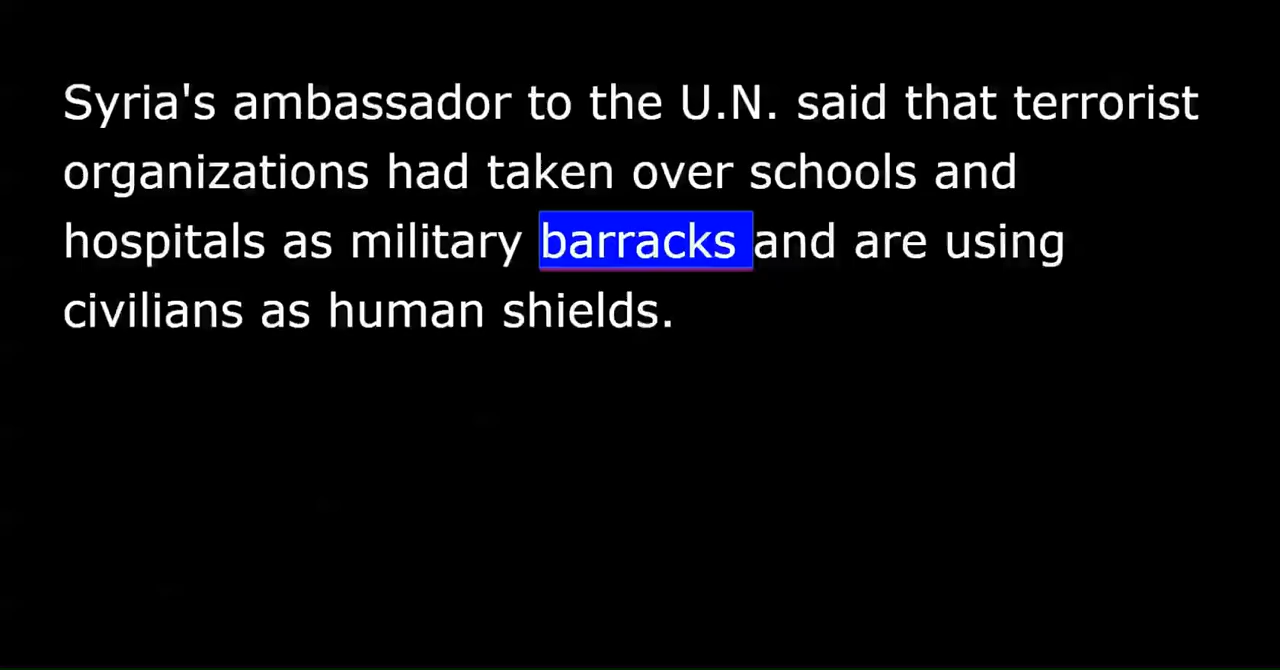 Syria's ambassador to the U.N. said that terrorist
organizations had taken over schools and
hospitals as military barracks and are using
civilians as human shields.